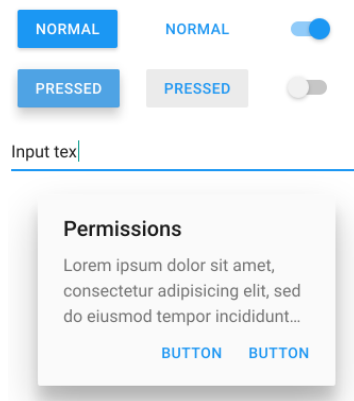 NORMAL NORMAL
PRESSED PRESSED
Input tex
Permissions
Lorem ipsum dolor sit amet,
consectetur adipisicing elit, sed
do eiusmod tempor incididunt...
BUTTON BUTTON